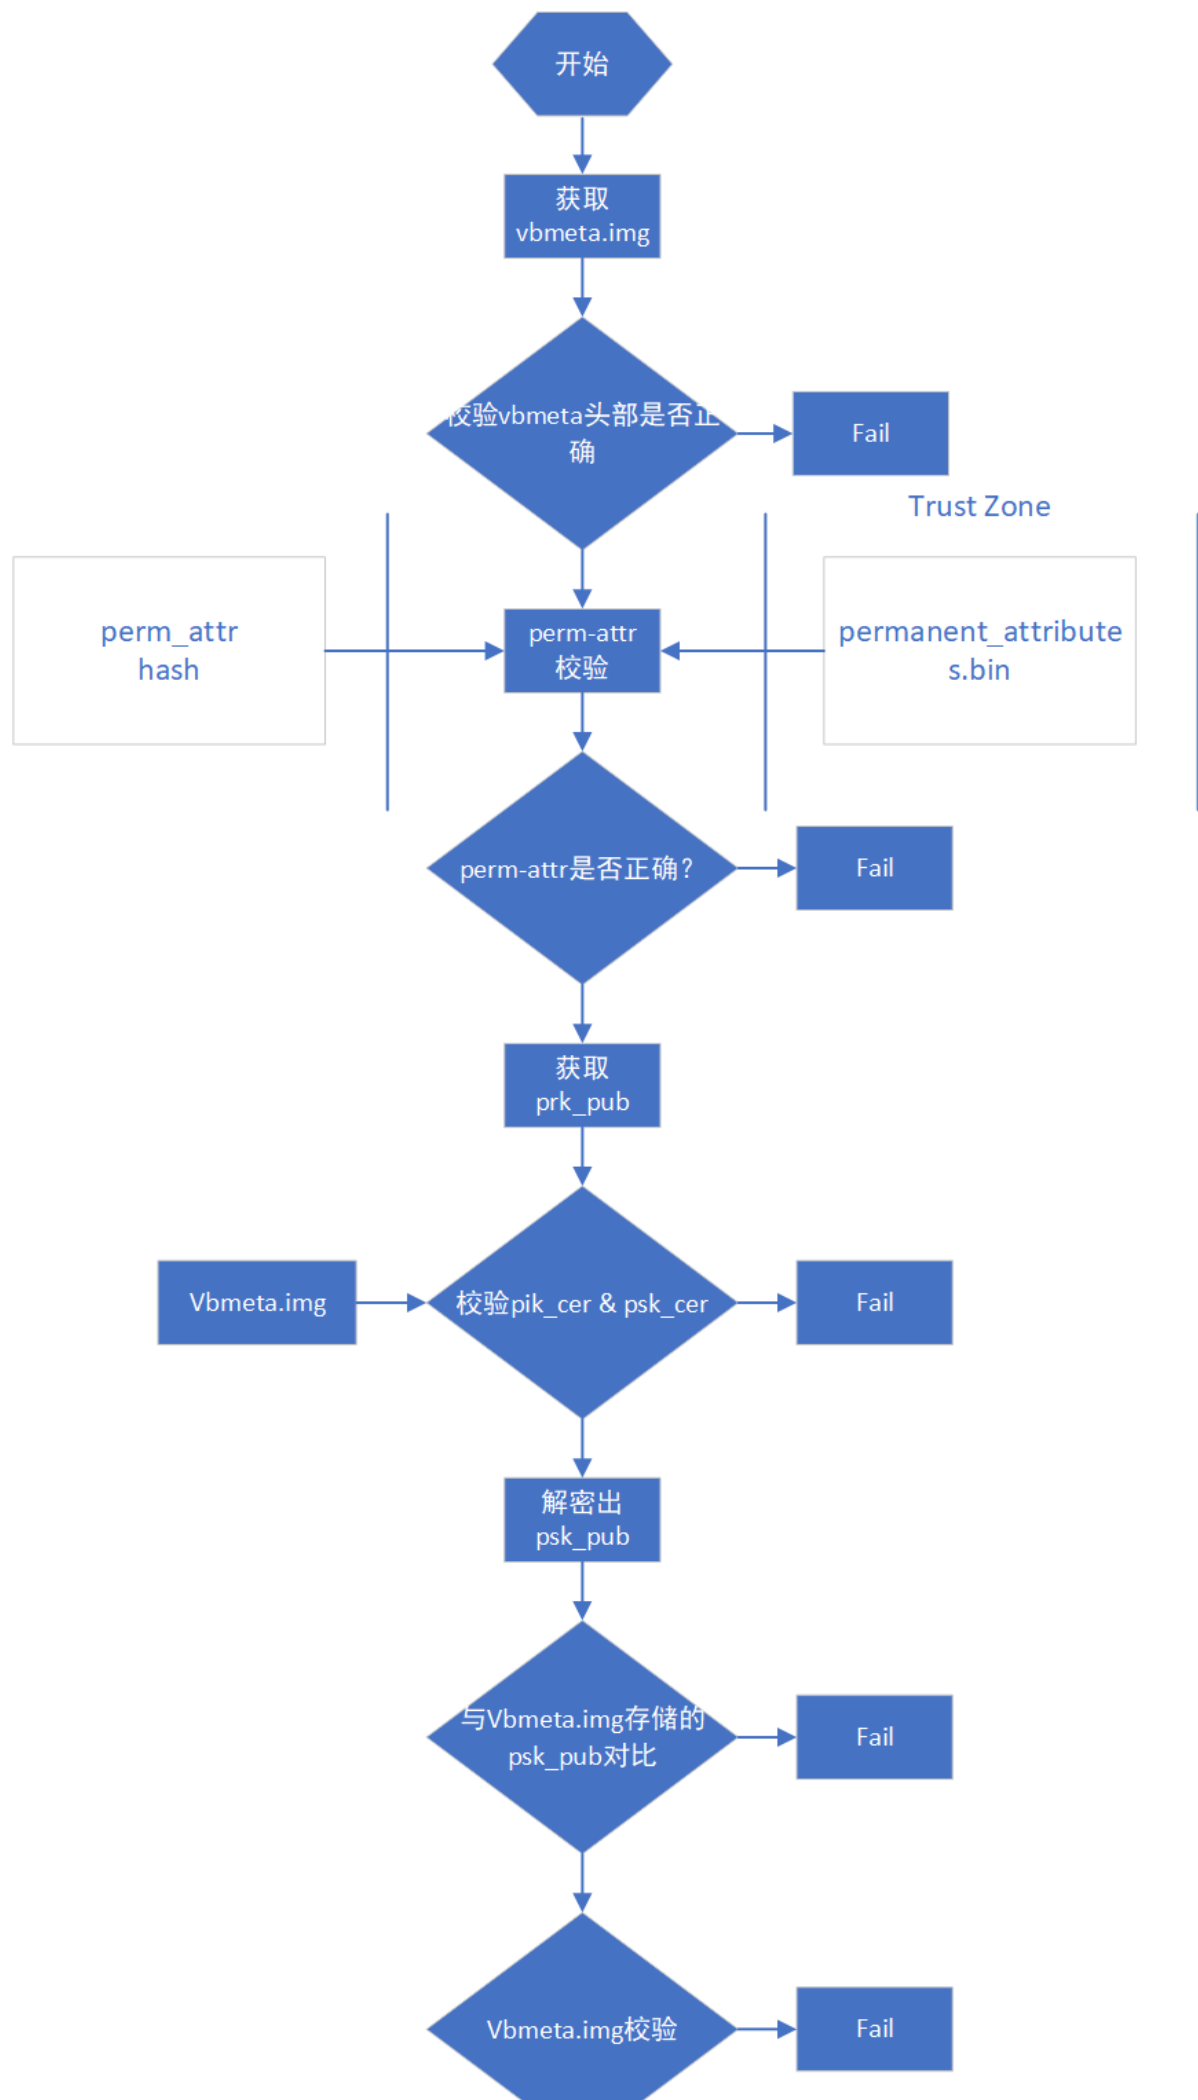 开始
获取
vbmeta.img
校验vbmeta头部是否正
确
Fail
Trust Zone
perm_attr
hash
perm-attr
校验
permanent_attribute
s.bin
perm-attr是否正确？
Fail
获取
prk_pub
Vbmeta.img
校验pik_cer & psk_cer
Fail
解密出
psk_pub
与Vbmeta.img存储的
psk_pub对比
Fail
Vbmeta.img校验
Fail